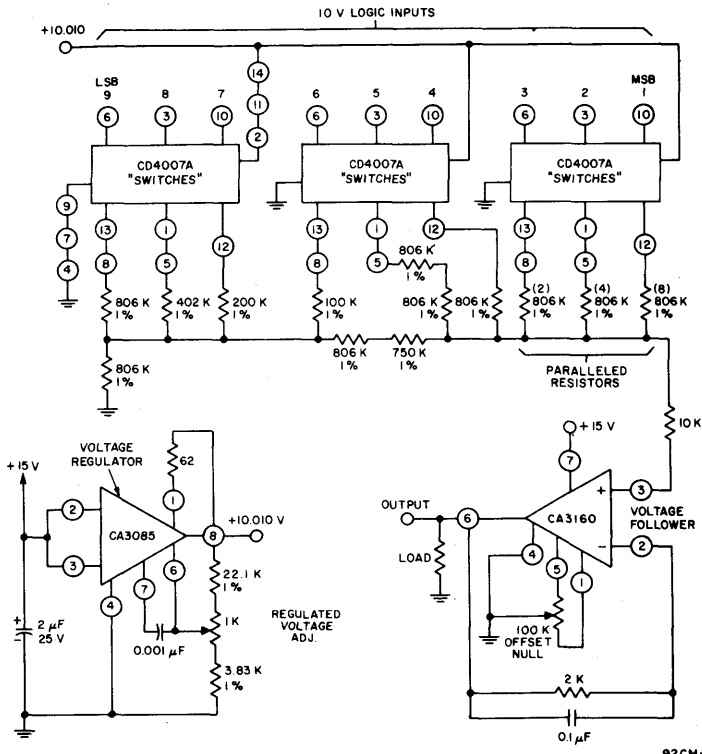 10 V LOGIC INPUTS
+10.010
LSB
9 8 7 6 5 4 3 2 MSB 1
14
11
2
6 3 10 6 3 10 6 3 10
CD4007A "SWITCHES"
CD4007A "SWITCHES"
CD4007A "SWITCHES"
9
7
4
13 1 12 13 1 12 13 1 12
8 5 8 5 8 5
806 K 1%
806 K 1%
402 K 1%
200 K 1%
100 K 1%
806 K 1%
806 K 1%
(2) 806 K 1%
(4) 806 K 1%
(8) 806 K 1%
806 K 1%
750 K 1%
806 K 1%
PARALLELED RESISTORS
10 K
VOLTAGE REGULATOR
+15 V
62
1
2
3
CA3085
8
+10.010 V
4
7
6
22.1 K 1%
1K
3.83 K 1%
0.001 µF
2 µF
25 V
+
-
REGULATED VOLTAGE ADJ.
+15 V
7
OUTPUT
6
CA3160
+
3
VOLTAGE FOLLOWER
-
2
LOAD
4
5
1
100 K OFFSET NULL
2 K
0.1 µF